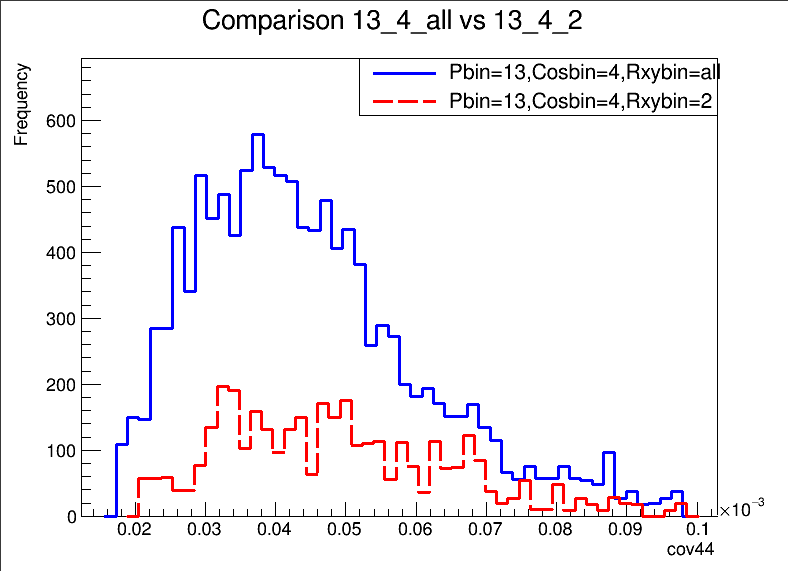 Comparison 13_4_all vs 13_4_2
Frequency
Pbin=13,Cosbin=4,Rxybin=all
Pbin=13,Cosbin=4,Rxybin=2
600
500
400
300
200
100
0
0.02 0.03 0.04 0.05 0.06 0.07 0.08 0.09 0.1
×10⁻³
cov44